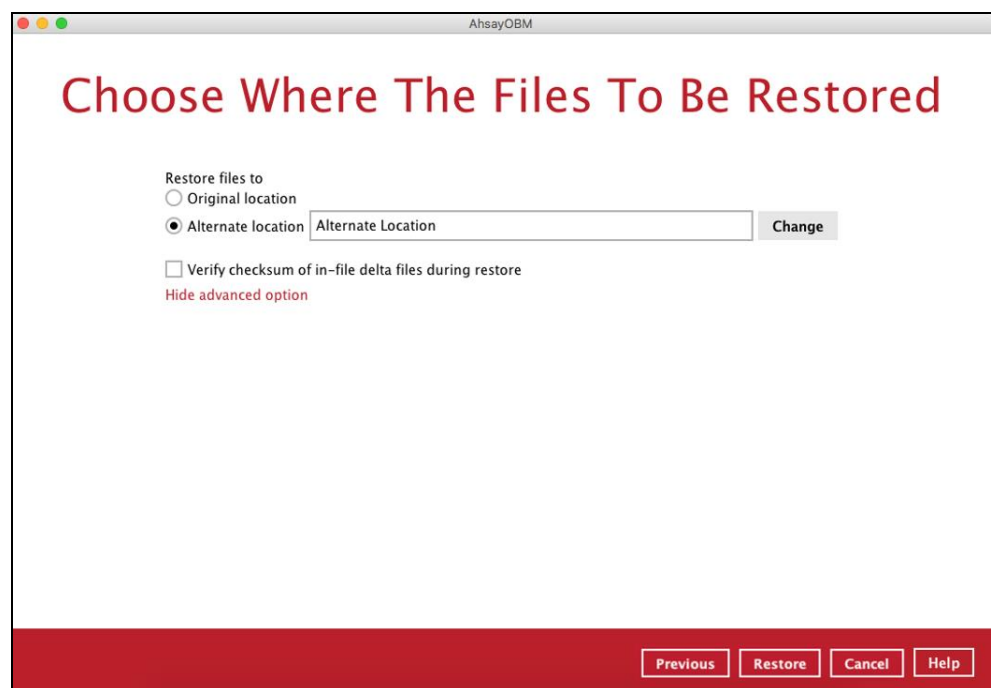 AhsayOBM
Choose Where The Files To Be Restored
Restore files to
Original location
Alternate location Alternate Location Change
Verify checksum of in-file delta files during restore
Hide advanced option
Previous Restore Cancel Help